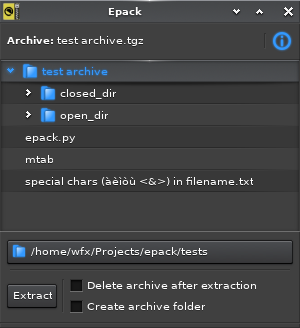 Epack
Archive: test archive.tgz
test archive
closed_dir
open_dir
epack.py
mtab
special chars (àèìòù <&>) in filename.txt
/home/wfx/Projects/epack/tests
Delete archive after extraction
Extract
Create archive folder